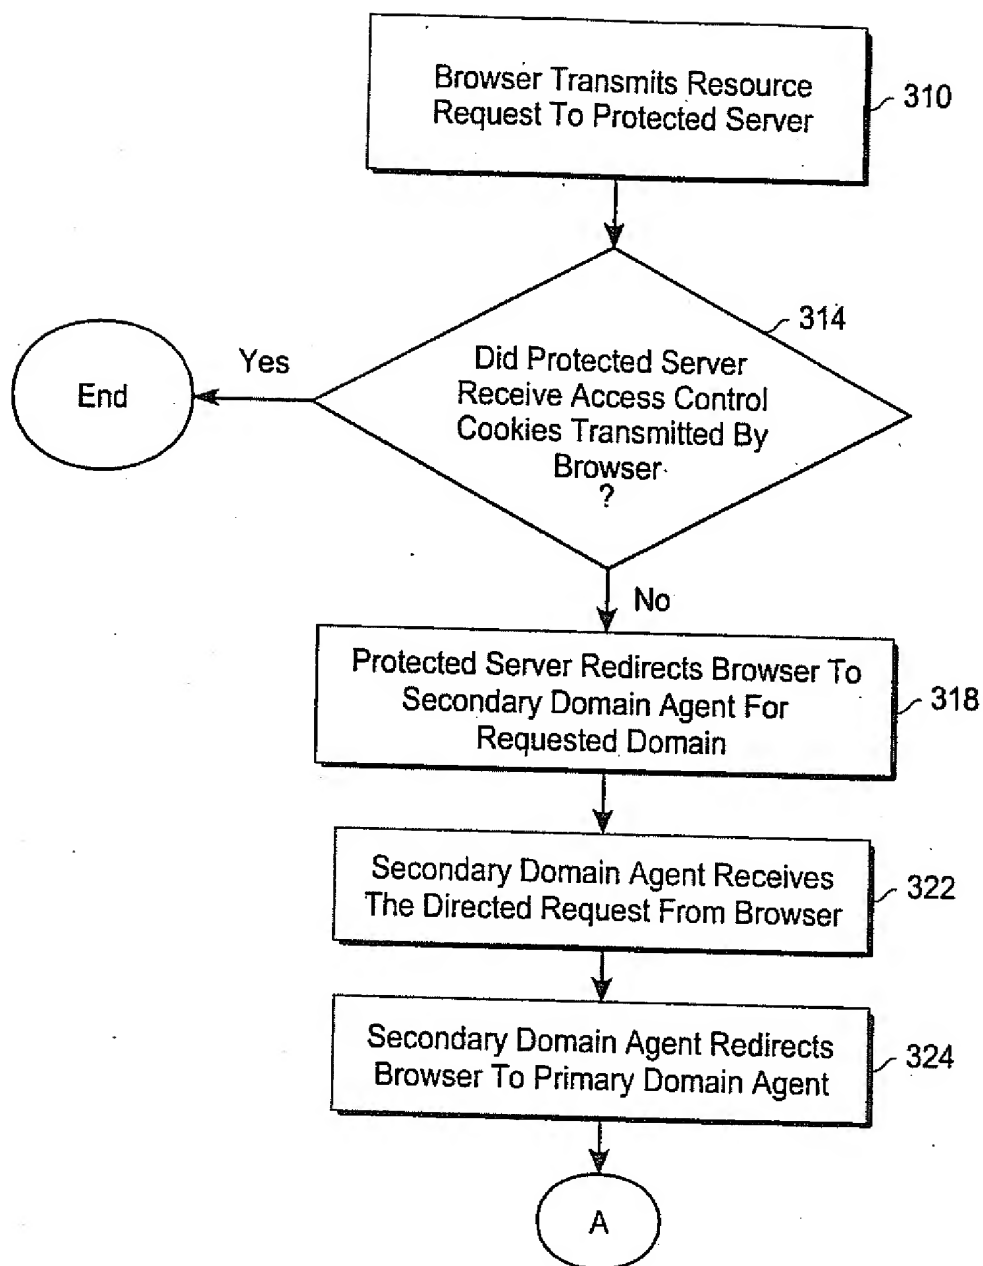 Browser Transmits Resource
Request To Protected Server
310
314
Did Protected Server
Receive Access Control
Cookies Transmitted By
Browser
?
Yes
End
No
Protected Server Redirects Browser To
Secondary Domain Agent For
Requested Domain
318
Secondary Domain Agent Receives
The Directed Request From Browser
322
Secondary Domain Agent Redirects
Browser To Primary Domain Agent
324
A